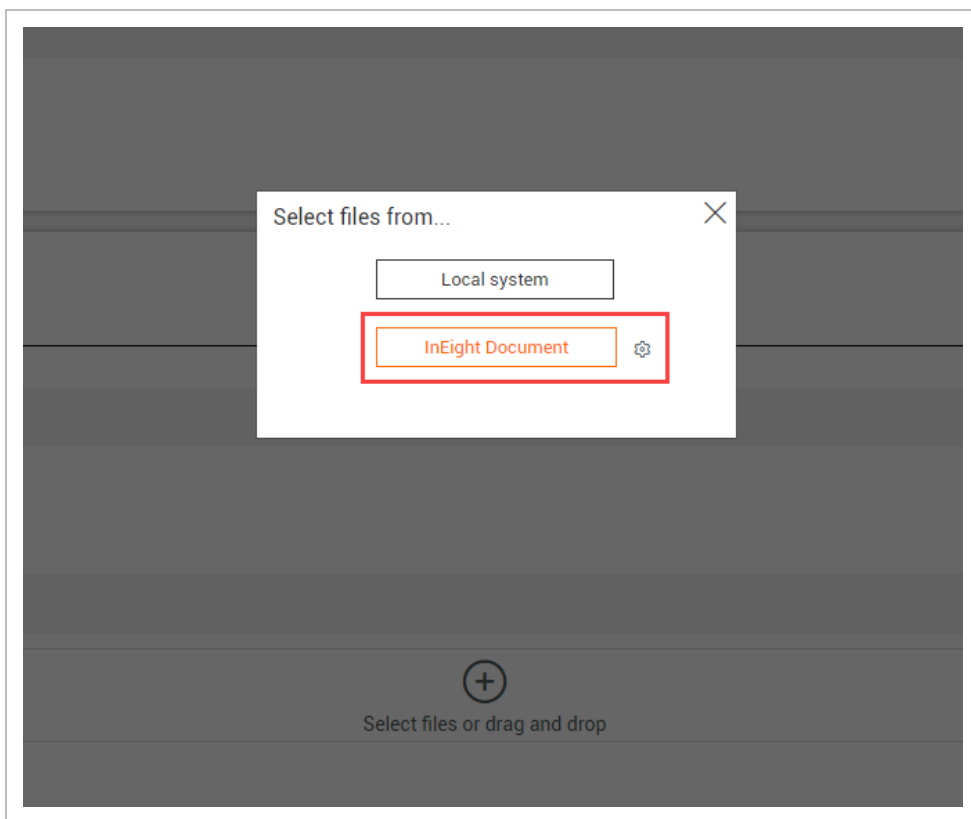 Select files from...
Local system
InEight Document
Select files or drag and drop